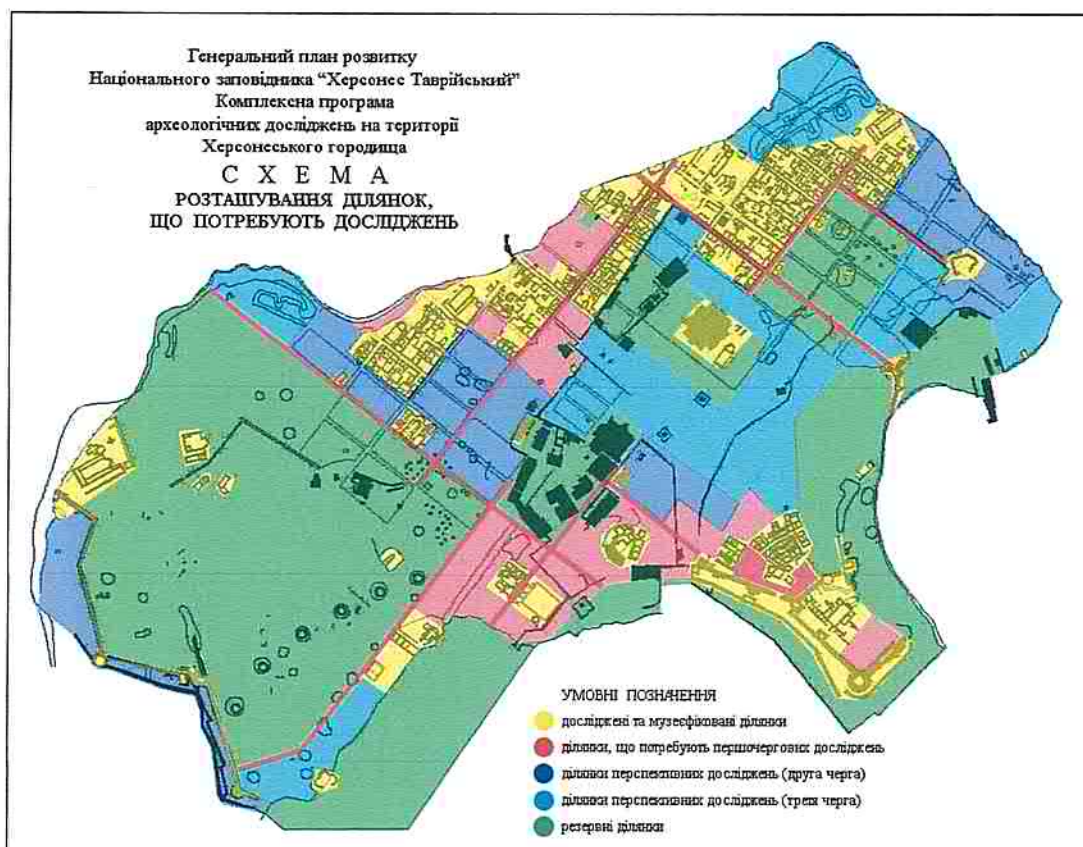 Генеральний план розвитку
Національного заповідника “Херсонес Таврійський”
Комплексна програма
археологічних досліджень на території
Херсонеського городища
С Х Е М А
РОЗТАШУВАННЯ ДІЛЯНОК,
ЩО ПОТРЕБУЮТЬ ДОСЛІДЖЕНЬ
УМОВНІ ПОЗНАЧЕННЯ
досліджені та музеєфіковані ділянки
ділянки, що потребують першочергових досліджень
ділянки перспективних досліджень (друга черга)
ділянки перспективних досліджень (третя черга)
резервні ділянки